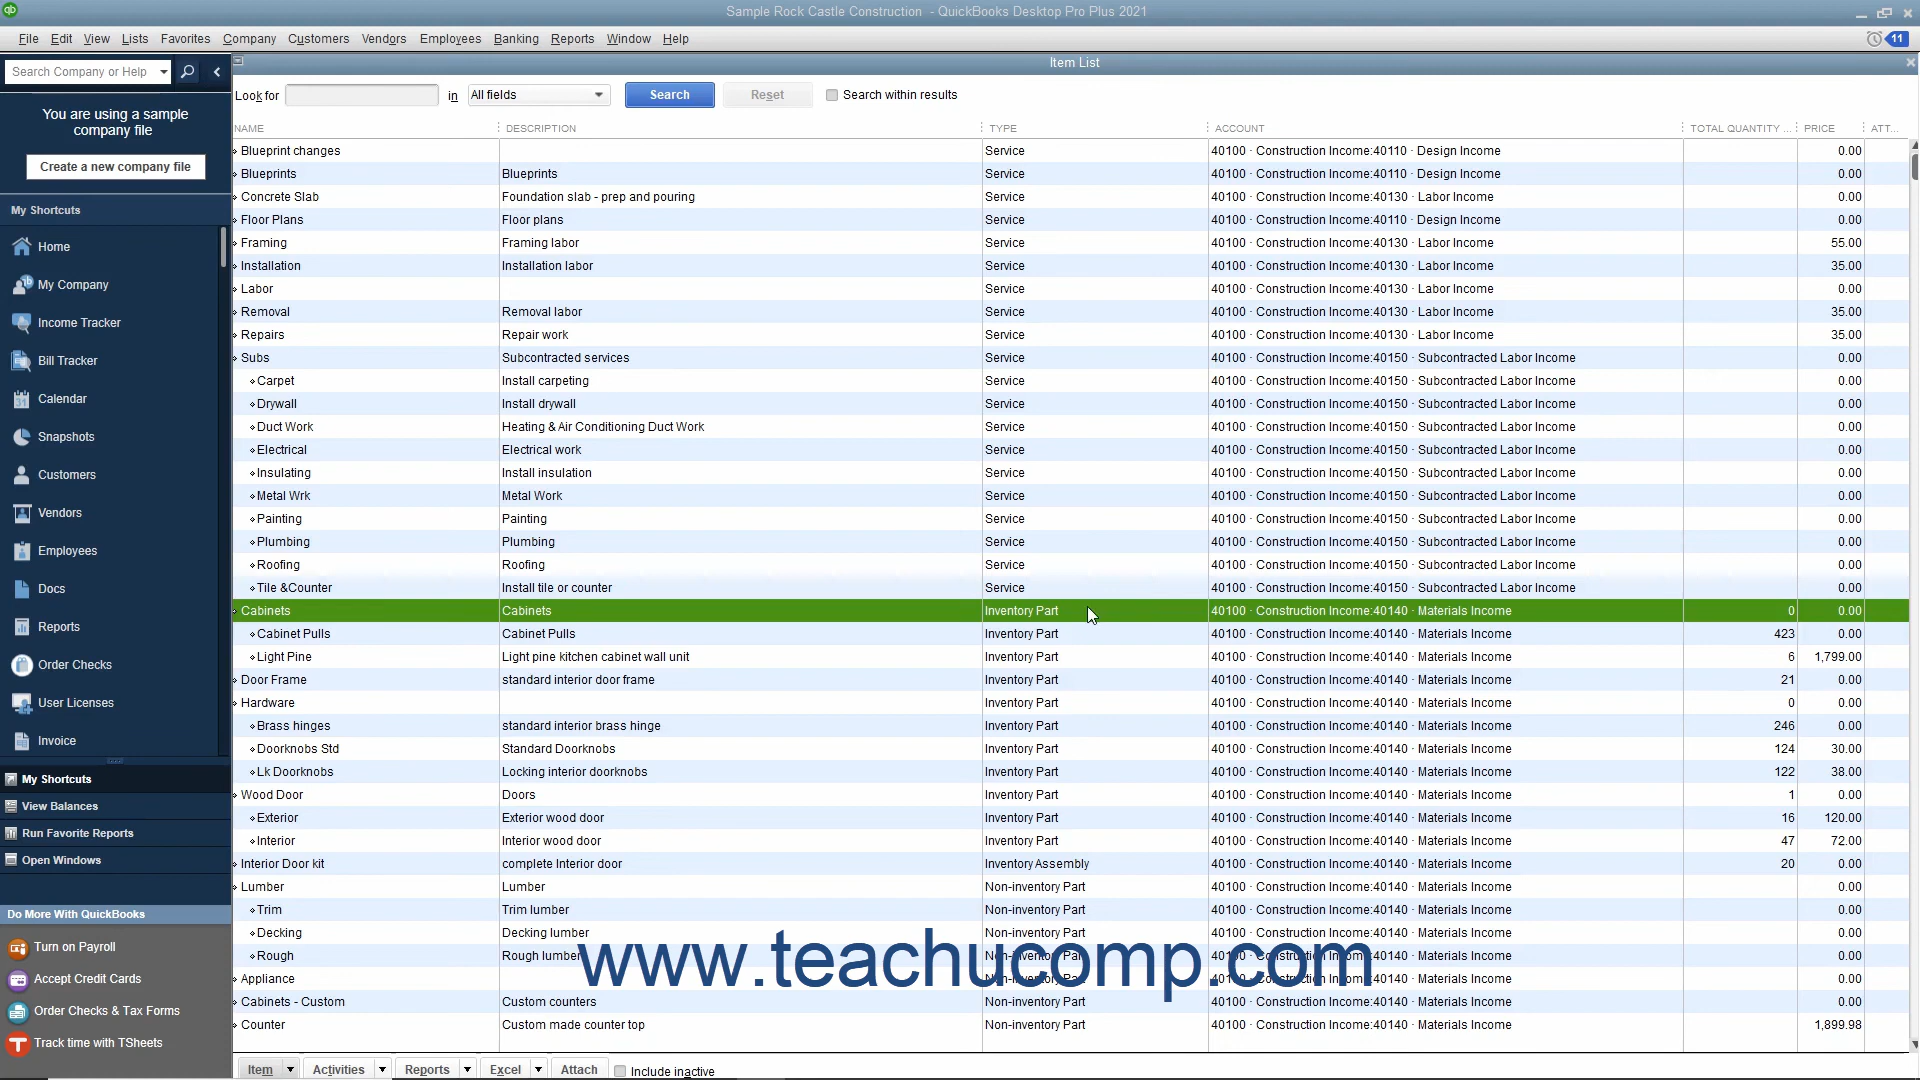 Sample Rock Castle Construction - QuickBooks Desktop Pro Plus 2021
File Edit View Lists Favorites Company Customers Vendors Employees Banking Reports Window Help 11
Search Company or Help
Item List
You are using a sample
company file
Create a new company file
My Shortcuts
Home
My Company
Income Tracker
Bill Tracker
Calendar
Snapshots
Customers
Vendors
Employees
Docs
Reports
Order Checks
User Licenses
Invoice
My Shortcuts
View Balances
Run Favorite Reports
Open Windows
Do More With QuickBooks
Turn on Payroll
Accept Credit Cards
Order Checks & Tax Forms
Track time with TSheets
Look for in All fields Search Reset Search within results
NAME DESCRIPTION TYPE ACCOUNT TOTAL QUANTITY ... PRICE ATT...
Blueprint changes Service 40100 · Construction Income:40110 · Design Income 0.00
Blueprints Blueprints Service 40100 · Construction Income:40110 · Design Income 0.00
Concrete Slab Foundation slab - prep and pouring Service 40100 · Construction Income:40130 · Labor Income 0.00
Floor Plans Floor plans Service 40100 · Construction Income:40110 · Design Income 0.00
Framing Framing labor Service 40100 · Construction Income:40130 · Labor Income 55.00
Installation Installation labor Service 40100 · Construction Income:40130 · Labor Income 35.00
Labor Service 40100 · Construction Income:40130 · Labor Income 0.00
Removal Removal labor Service 40100 · Construction Income:40130 · Labor Income 35.00
Repairs Repair work Service 40100 · Construction Income:40130 · Labor Income 35.00
Subs Subcontracted services Service 40100 · Construction Income:40150 · Subcontracted Labor Income 0.00
Carpet Install carpeting Service 40100 · Construction Income:40150 · Subcontracted Labor Income 0.00
Drywall Install drywall Service 40100 · Construction Income:40150 · Subcontracted Labor Income 0.00
Duct Work Heating & Air Conditioning Duct Work Service 40100 · Construction Income:40150 · Subcontracted Labor Income 0.00
Electrical Electrical work Service 40100 · Construction Income:40150 · Subcontracted Labor Income 0.00
Insulating Install insulation Service 40100 · Construction Income:40150 · Subcontracted Labor Income 0.00
Metal Wrk Metal Work Service 40100 · Construction Income:40150 · Subcontracted Labor Income 0.00
Painting Painting Service 40100 · Construction Income:40150 · Subcontracted Labor Income 0.00
Plumbing Plumbing Service 40100 · Construction Income:40150 · Subcontracted Labor Income 0.00
Roofing Roofing Service 40100 · Construction Income:40150 · Subcontracted Labor Income 0.00
Tile &Counter Install tile or counter Service 40100 · Construction Income:40150 · Subcontracted Labor Income 0.00
Cabinets Cabinets Inventory Part 40100 · Construction Income:40140 · Materials Income 0 0.00
Cabinet Pulls Cabinet Pulls Inventory Part 40100 · Construction Income:40140 · Materials Income 423 0.00
Light Pine Light pine kitchen cabinet wall unit Inventory Part 40100 · Construction Income:40140 · Materials Income 6 1,799.00
Door Frame standard interior door frame Inventory Part 40100 · Construction Income:40140 · Materials Income 21 0.00
Hardware Inventory Part 40100 · Construction Income:40140 · Materials Income 0 0.00
Brass hinges standard interior brass hinge Inventory Part 40100 · Construction Income:40140 · Materials Income 246 0.00
Doorknobs Std Standard Doorknobs Inventory Part 40100 · Construction Income:40140 · Materials Income 124 30.00
Lk Doorknobs Locking interior doorknobs Inventory Part 40100 · Construction Income:40140 · Materials Income 122 38.00
Wood Door Doors Inventory Part 40100 · Construction Income:40140 · Materials Income 1 0.00
Exterior Exterior wood door Inventory Part 40100 · Construction Income:40140 · Materials Income 16 120.00
Interior Interior wood door Inventory Part 40100 · Construction Income:40140 · Materials Income 47 72.00
Interior Door kit complete Interior door Inventory Assembly 40100 · Construction Income:40140 · Materials Income 20 0.00
Lumber Lumber Non-inventory Part 40100 · Construction Income:40140 · Materials Income 0.00
Trim Trim lumber Non-inventory Part 40100 · Construction Income:40140 · Materials Income 0.00
Decking Decking lumber Non-inventory Part 40100 · Construction Income:40140 · Materials Income 0.00
Rough Rough lumber Non-inventory Part 40100 · Construction Income:40140 · Materials Income 0.00
Appliance Non-inventory Part 40100 · Construction Income:40140 · Materials Income 0.00
Cabinets - Custom Custom counters Non-inventory Part 40100 · Construction Income:40140 · Materials Income 0.00
Counter Custom made counter top Non-inventory Part 40100 · Construction Income:40140 · Materials Income 1,899.98
www.teachucomp.com
Item Activities Reports Excel Attach Include inactive